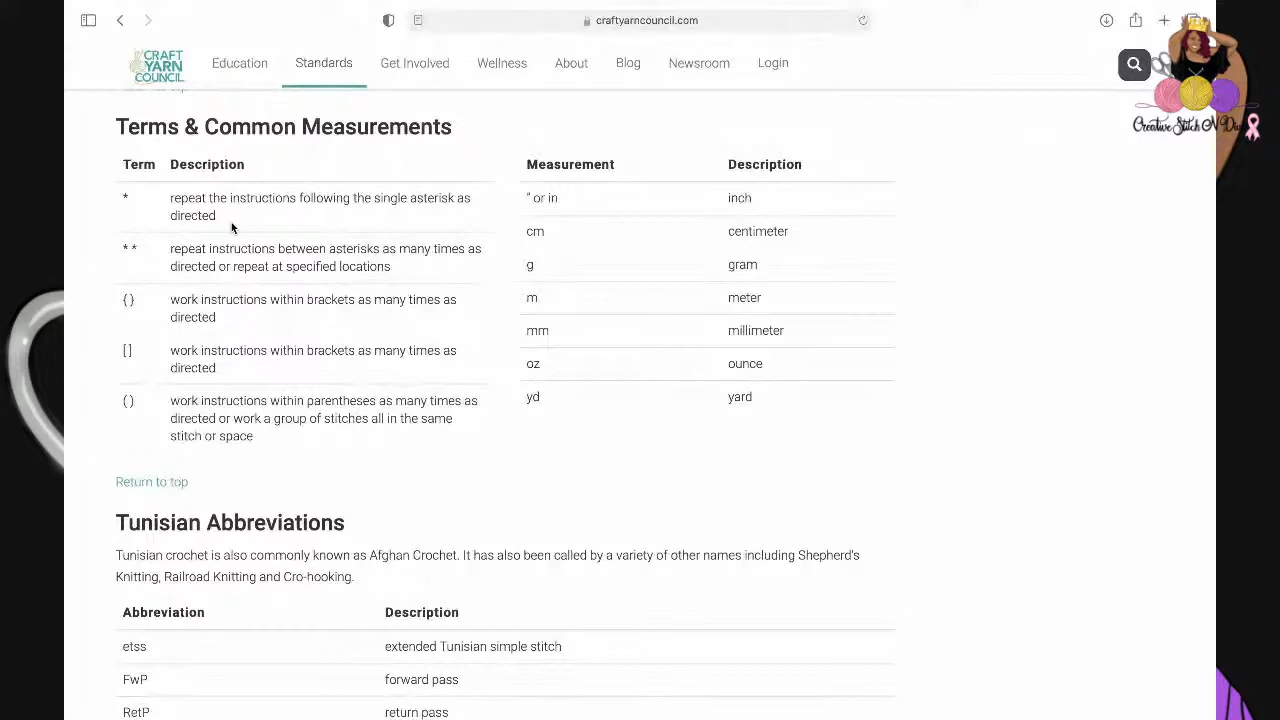 craftyarncouncil.com
CRAFT
YARN
COUNCIL
Education
Standards
Get Involved
Wellness
About
Blog
Newsroom
Login
Terms & Common Measurements
Term Description
* repeat the instructions following the single asterisk as
directed
* * repeat instructions between asterisks as many times as
directed or repeat at specified locations
{ } work instructions within brackets as many times as
directed
[ ] work instructions within brackets as many times as
directed
( ) work instructions within parentheses as many times as
directed or work a group of stitches all in the same
stitch or space
Measurement Description
" or in inch
cm centimeter
g gram
m meter
mm millimeter
oz ounce
yd yard
Return to top
Tunisian Abbreviations
Tunisian crochet is also commonly known as Afghan Crochet. It has also been called by a variety of other names including Shepherd's
Knitting, Railroad Knitting and Cro-hooking.
Abbreviation Description
etss extended Tunisian simple stitch
FwP forward pass
RetP return pass
Creative Stitch N